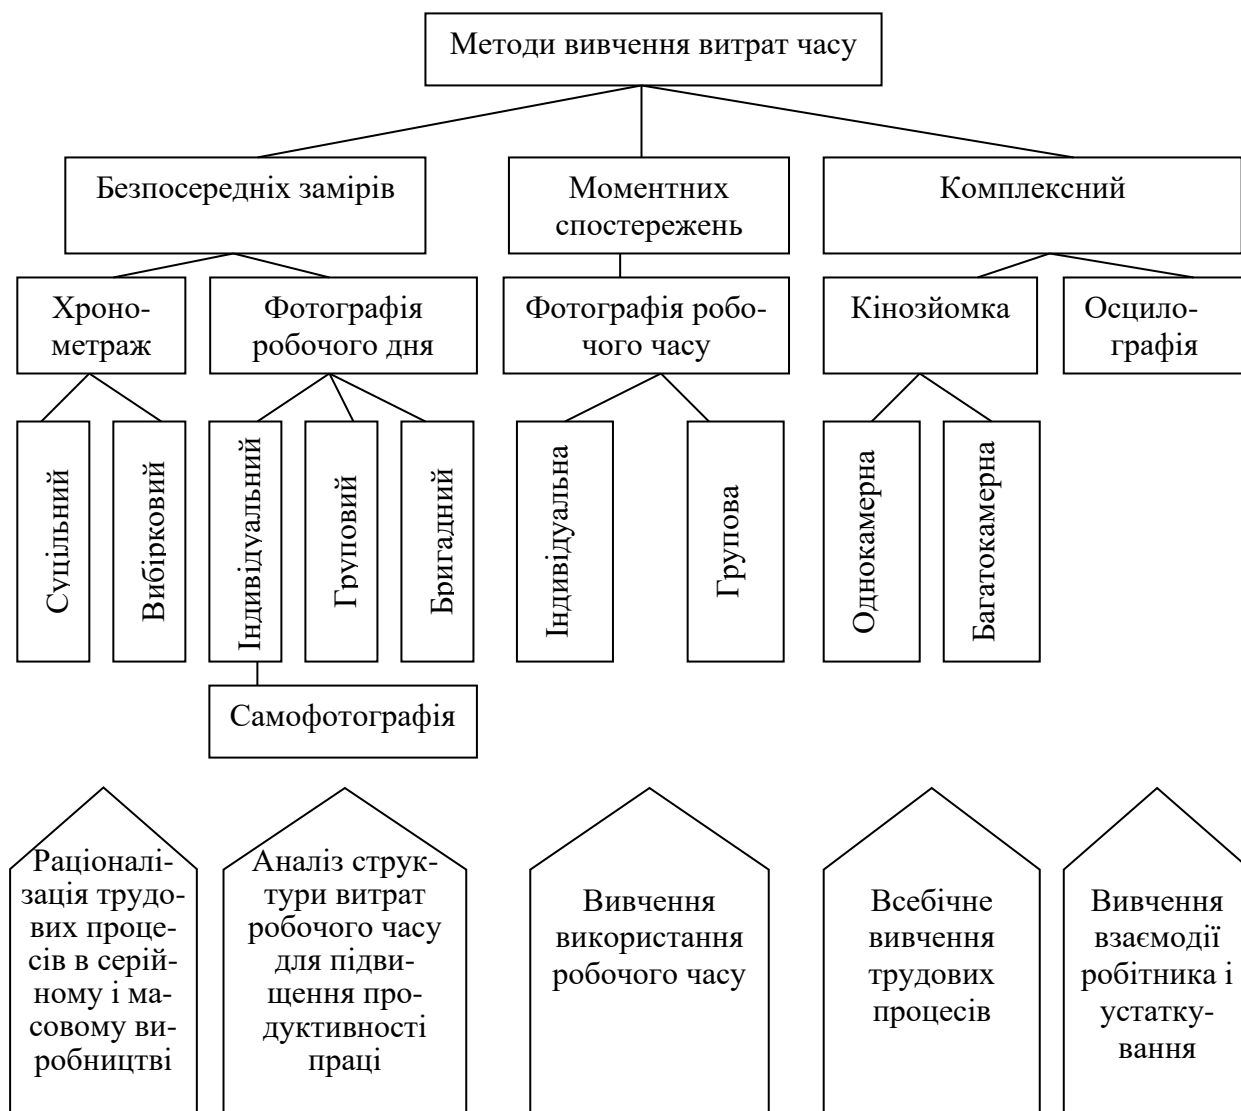 Методи вивчення витрат часу
Безпосередніх замірів
Моментних
спостережень
Комплексний
Хроно-
метраж
Фотографія
робочого дня
Фотографія робо-
чого часу
Кінозйомка
Осцило-
графія
Суцільний
Вибірковий
Індивідуальний
Груповий
Бригадний
Індивідуальна
Групова
Однокамерна
Багатокамерна
Самофотографія
Раціоналі-
зація трудо-
вих проце-
сів в серій-
ному і ма-
совому ви-
робництві
Аналіз струк-
тури витрат
робочого часу
для підви-
щення про-
дуктивності
праці
Вивчення
використання
робочого часу
Всебічне
вивчення
трудових
процесів
Вивчення
взаємодії
робітника і
устатку-
вання